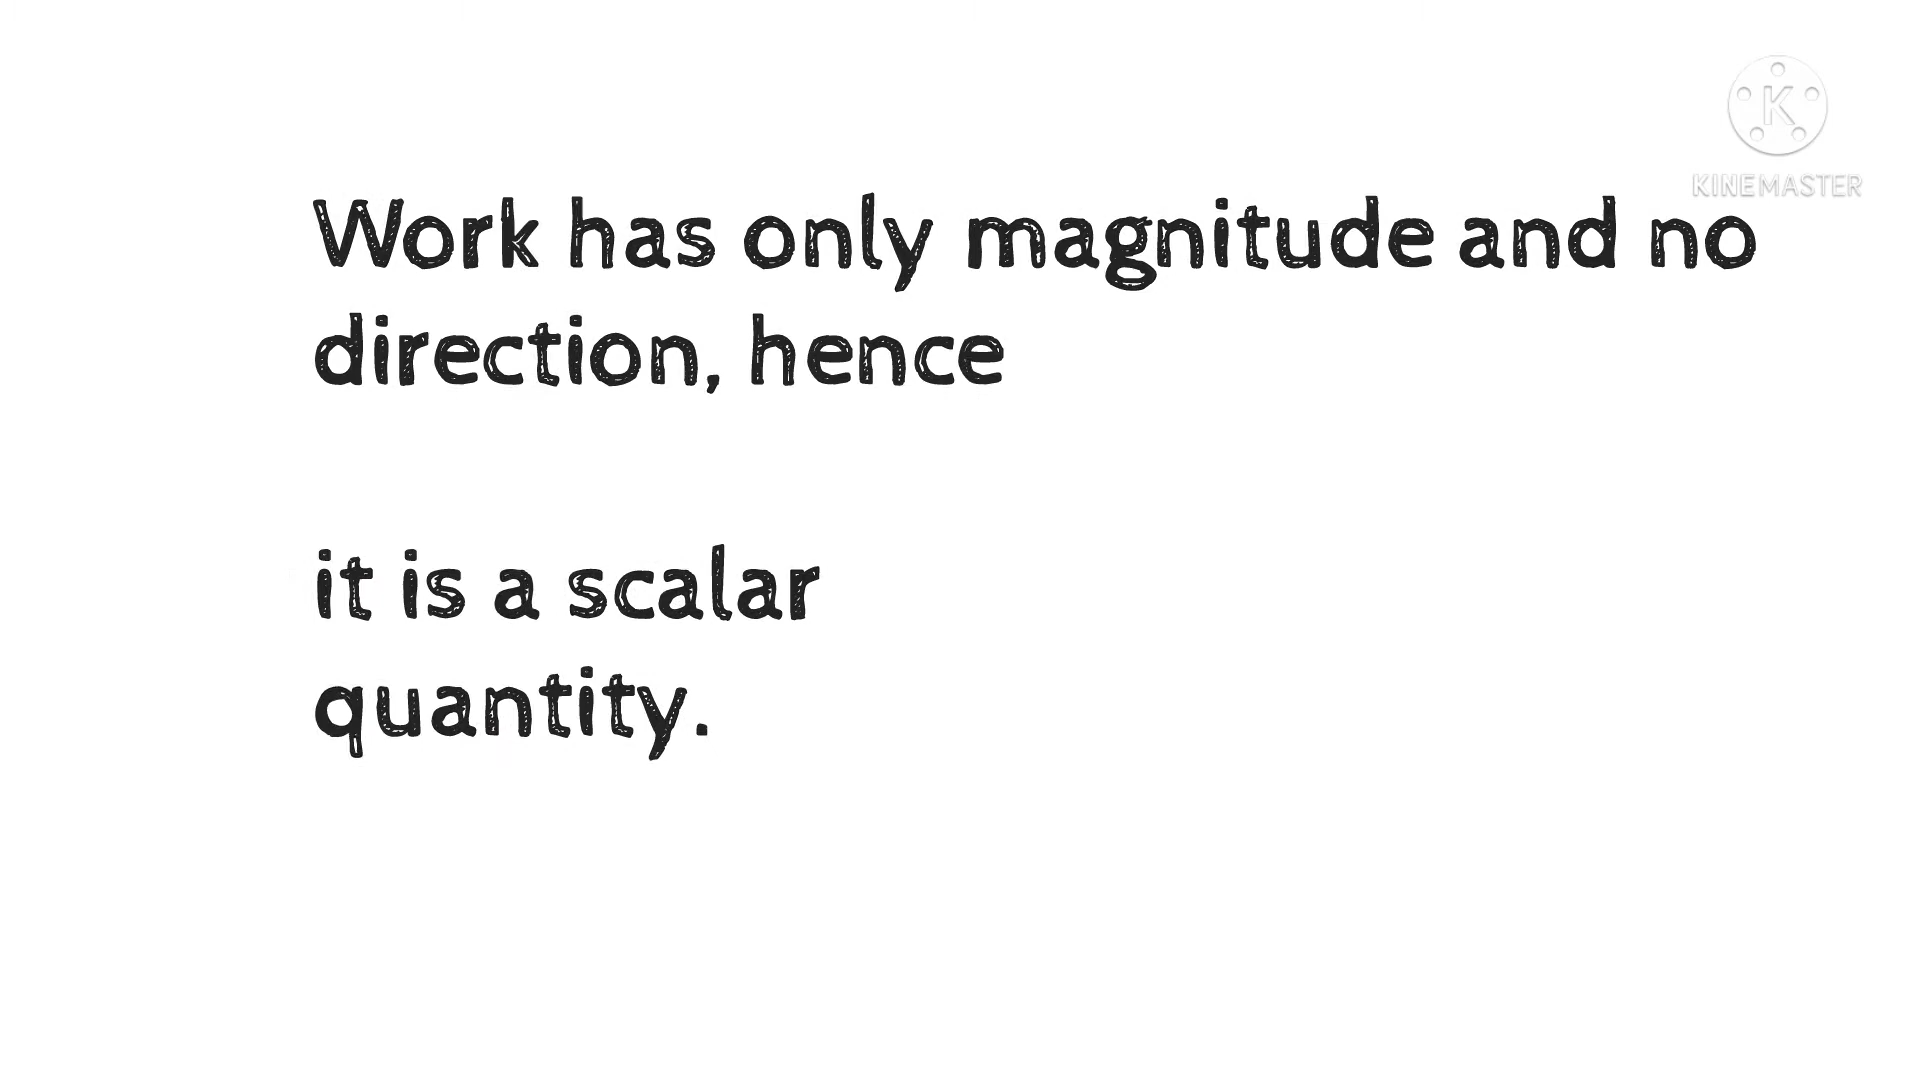 KINEMASTER
Work has only magnitude and no
direction, hence
it is a scalar
quantity.